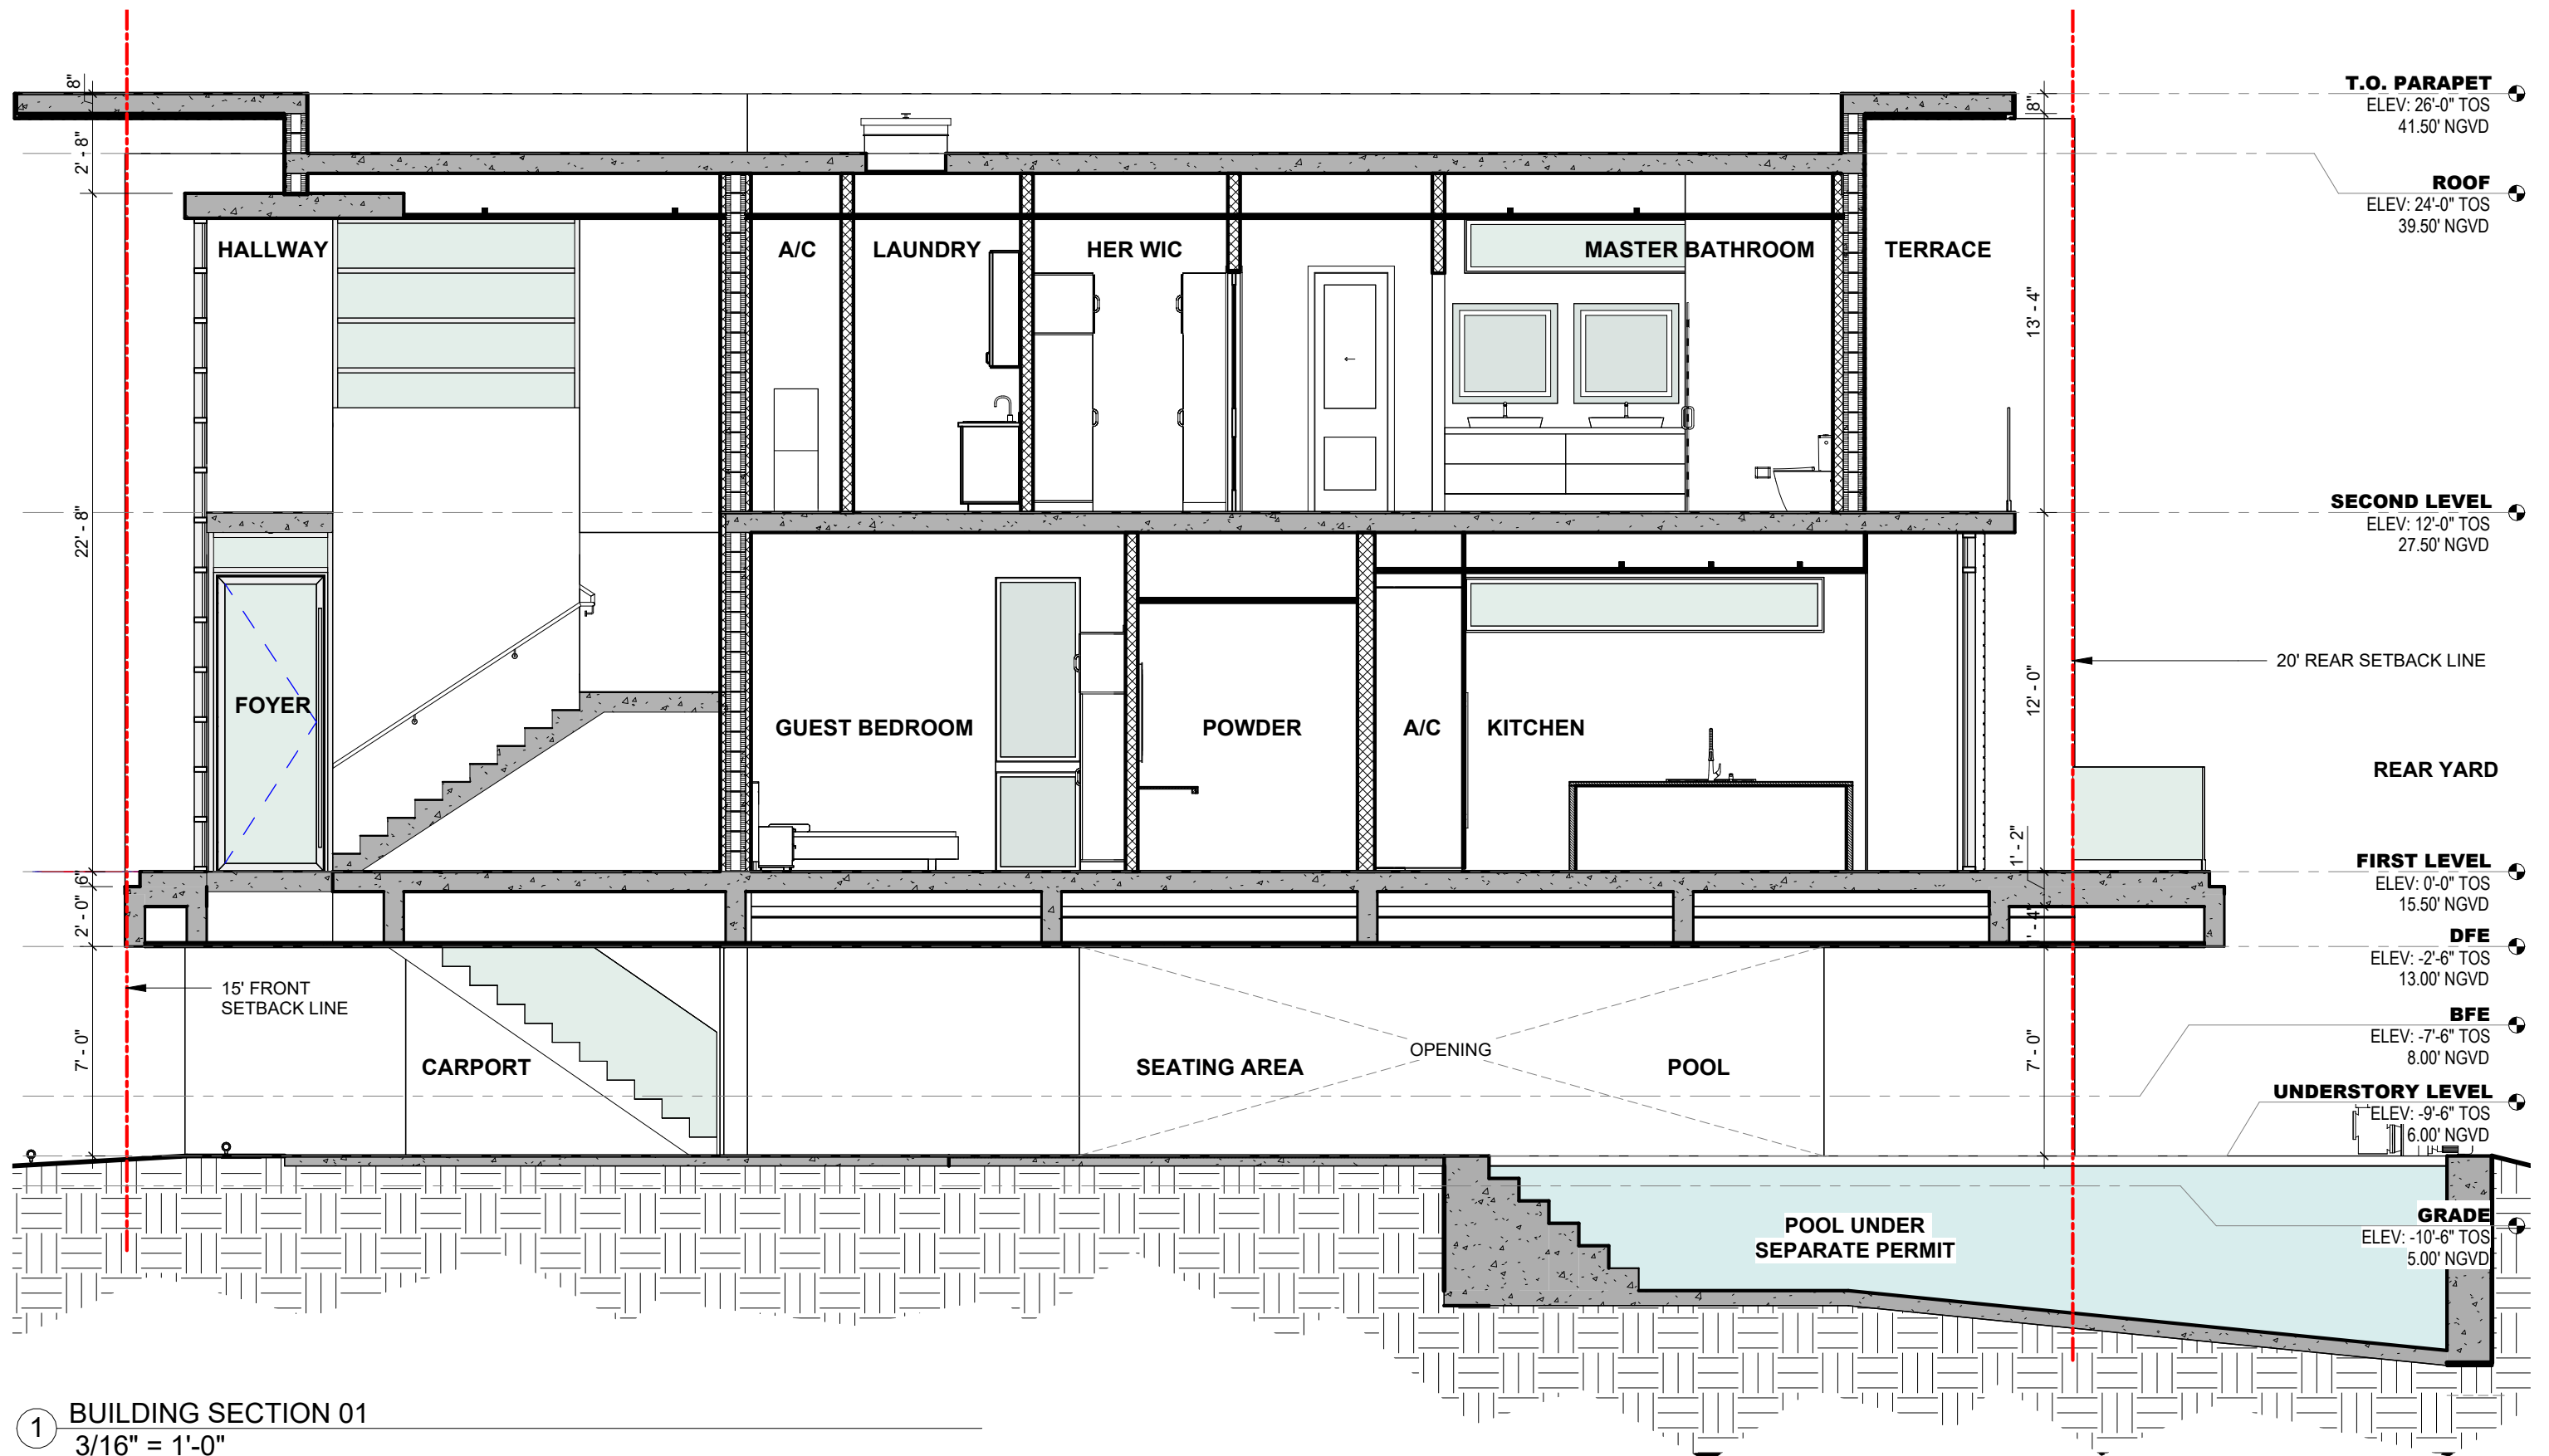 8"
2' - 8"
22' - 8"
6"
2' - 0"
7' - 0"
HALLWAY
A/C
LAUNDRY
HER WIC
MASTER BATHROOM
TERRACE
FOYER
GUEST BEDROOM
POWDER
A/C
KITCHEN
REAR YARD
15' FRONT
SETBACK LINE
CARPORT
SEATING AREA
OPENING
POOL
POOL UNDER
SEPARATE PERMIT
8"
13' - 4"
12' - 0"
1' - 2"
' - 4"
7' - 0"
20' REAR SETBACK LINE
T.O. PARAPET
ELEV: 26'-0" TOS
41.50' NGVD
ROOF
ELEV: 24'-0" TOS
39.50' NGVD
SECOND LEVEL
ELEV: 12'-0" TOS
27.50' NGVD
FIRST LEVEL
ELEV: 0'-0" TOS
15.50' NGVD
DFE
ELEV: -2'-6" TOS
13.00' NGVD
BFE
ELEV: -7'-6" TOS
8.00' NGVD
UNDERSTORY LEVEL
ELEV: -9'-6" TOS
6.00' NGVD
GRADE
ELEV: -10'-6" TOS
5.00' NGVD
1
BUILDING SECTION 01
3/16" = 1'-0"